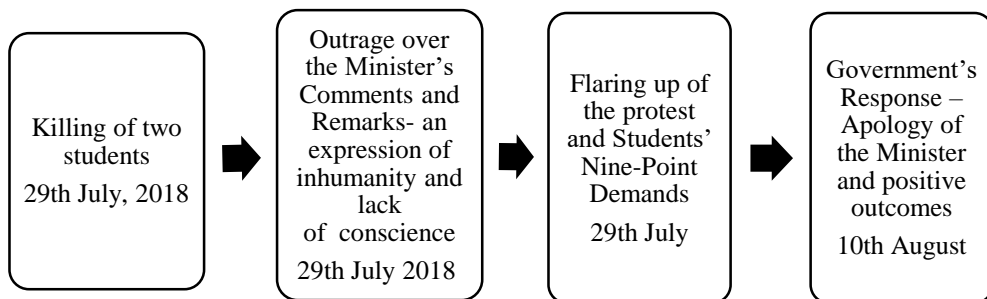 Killing of two
students
29th July, 2018
Outrage over
the Minister’s
Comments and
Remarks- an
expression of
inhumanity and
lack
of conscience
29th July 2018
Flaring up of
the protest
and Students’
Nine-Point
Demands
29th July
Government’s
Response –
Apology of
the Minister
and positive
outcomes
10th August